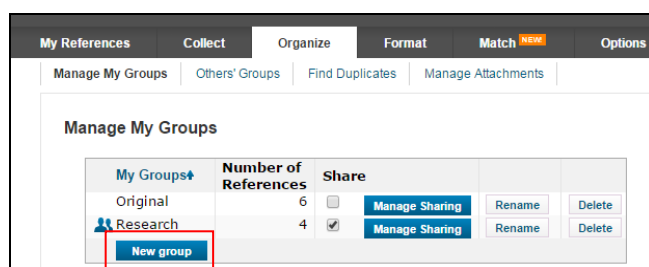 My References Collect Organize Format Match NEW Options
Manage My Groups Others' Groups Find Duplicates Manage Attachments
Manage My Groups
My Groups Number of References Share
Original 6 Manage Sharing Rename Delete
Research 4 Manage Sharing Rename Delete
New group